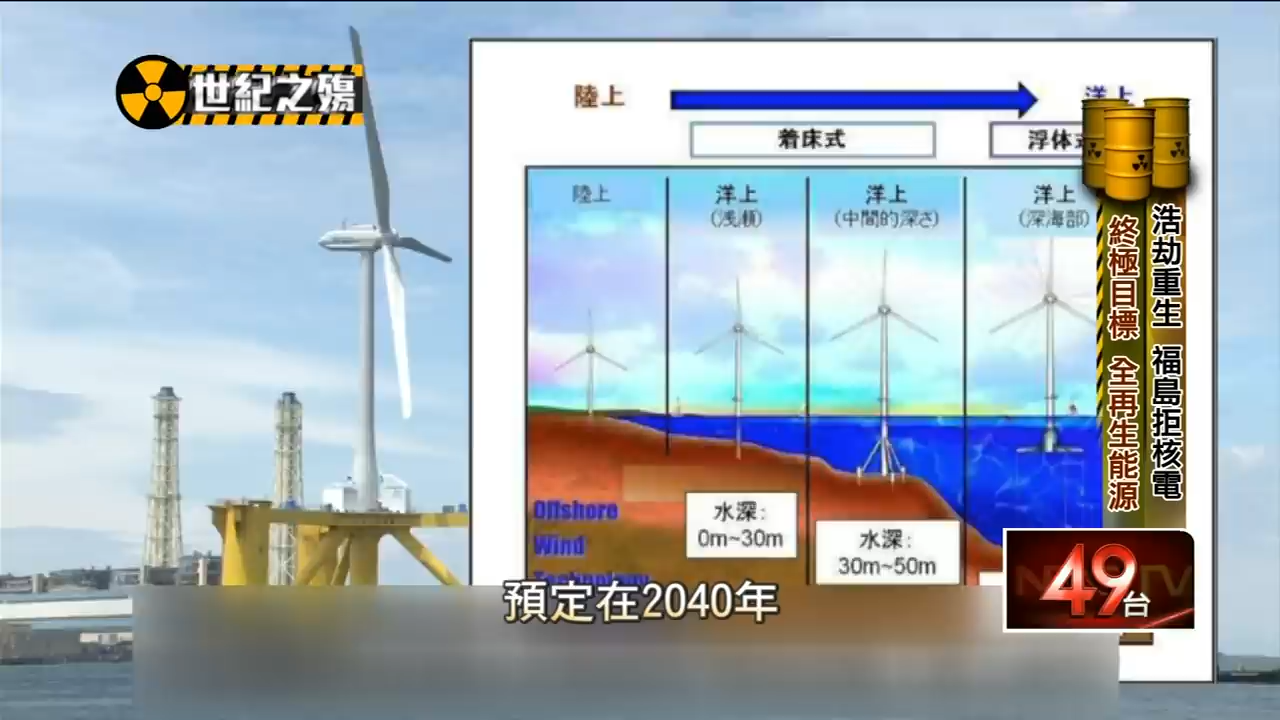 世紀之殤
陸上
洋上
着床式
浮体式
陸上
洋上
(浅瀬)
洋上
(中間的深さ)
洋上
(深海部)
Offshore
Wind
Technology
水深:
0m~30m
水深:
30m~50m
浩劫重生 福島拒核電
終極目標 全再生能源
49台
預定在2040年